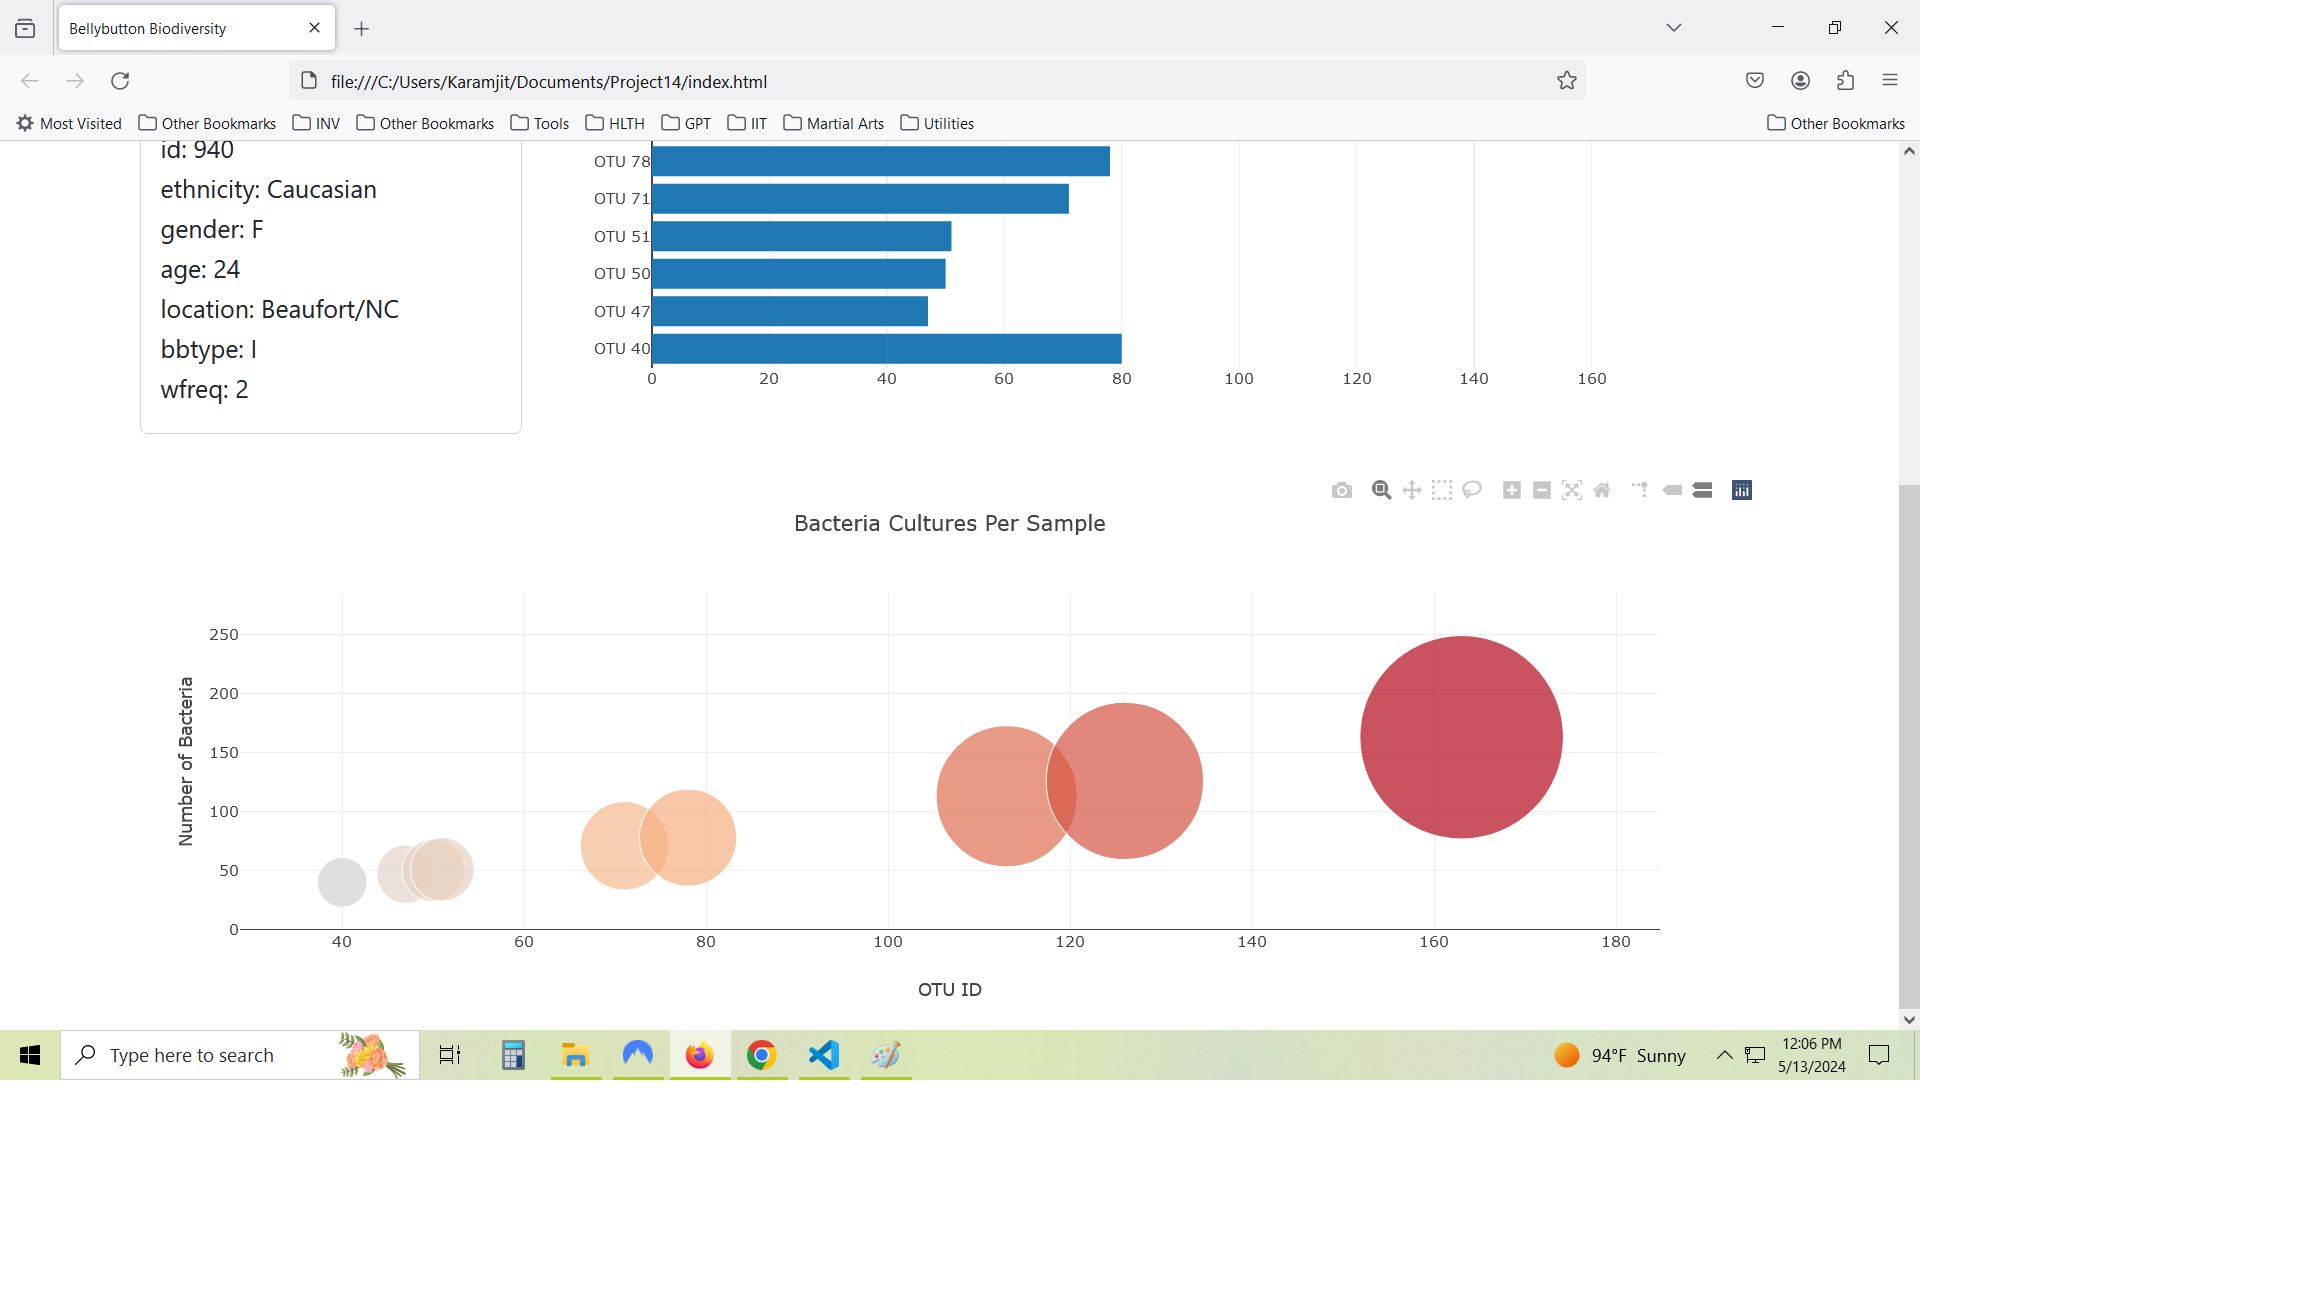 Bellybutton Biodiversity
file:///C:/Users/Karamjit/Documents/Project14/index.html
Most Visited Other Bookmarks INV Other Bookmarks Tools HLTH GPT IIT Martial Arts Utilities Other Bookmarks
id: 940
ethnicity: Caucasian
gender: F
age: 24
location: Beaufort/NC
bbtype: I
wfreq: 2
OTU 78
OTU 71
OTU 51
OTU 50
OTU 47
OTU 40
0 20 40 60 80 100 120 140 160
Bacteria Cultures Per Sample
Number of Bacteria
250
200
150
100
50
0
40 60 80 100 120 140 160 180
OTU ID
Type here to search
94°F Sunny
12:06 PM
5/13/2024